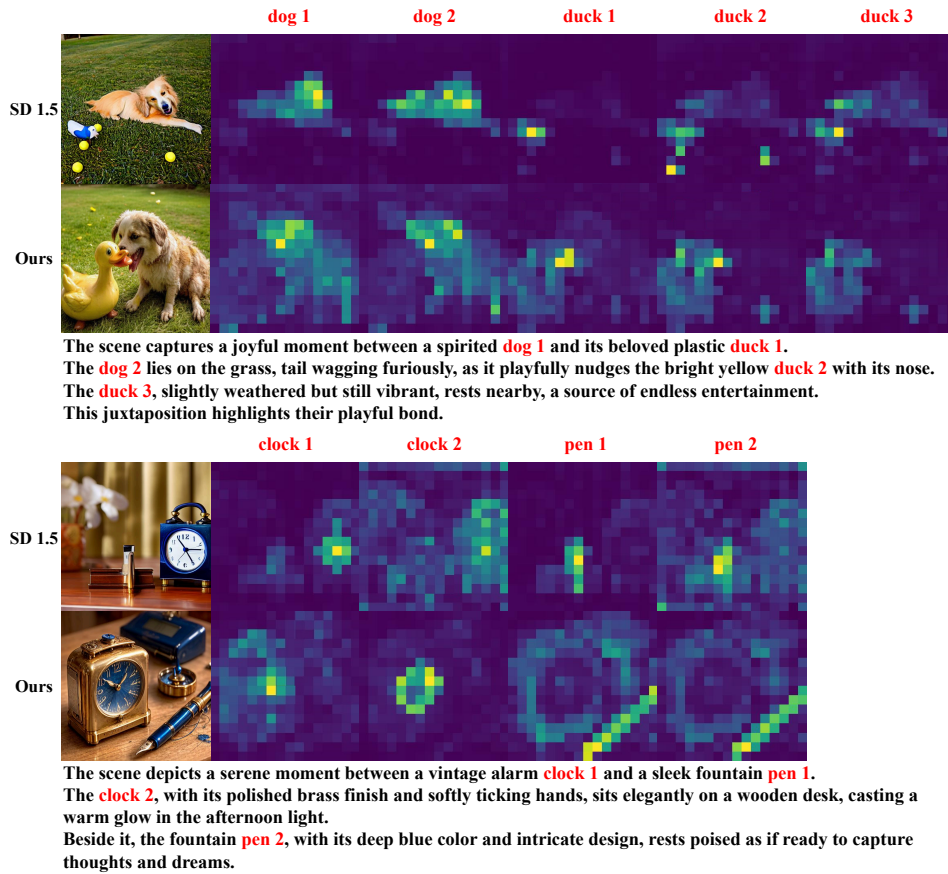 dog 1 dog 2 duck 1 duck 2 duck 3
SD 1.5
Ours
The scene captures a joyful moment between a spirited dog 1 and its beloved plastic duck 1.
The dog 2 lies on the grass, tail wagging furiously, as it playfully nudges the bright yellow duck 2 with its nose.
The duck 3, slightly weathered but still vibrant, rests nearby, a source of endless entertainment.
This juxtaposition highlights their playful bond.
clock 1 clock 2 pen 1 pen 2
SD 1.5
Ours
The scene depicts a serene moment between a vintage alarm clock 1 and a sleek fountain pen 1.
The clock 2, with its polished brass finish and softly ticking hands, sits elegantly on a wooden desk, casting a
warm glow in the afternoon light.
Beside it, the fountain pen 2, with its deep blue color and intricate design, rests poised as if ready to capture
thoughts and dreams.